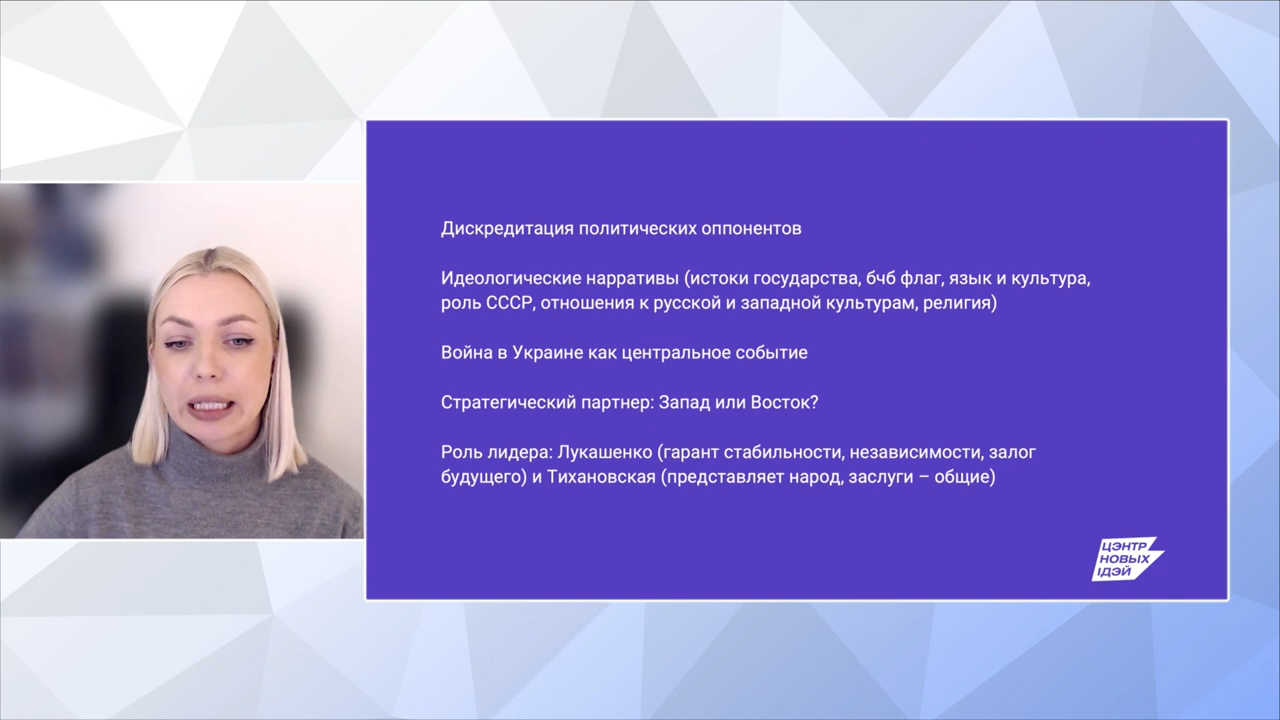 Дискредитация политических оппонентов
Идеологические нарративы (истоки государства, бчб флаг, язык и культура,
роль СССР, отношения к русской и западной культурам, религия)
Война в Украине как центральное событие
Стратегический партнер: Запад или Восток?
Роль лидера: Лукашенко (гарант стабильности, независимости, залог
будущего) и Тихановская (представляет народ, заслуги – общие)
ЦЭНТР
НОВЫХ
ІДЭЙ